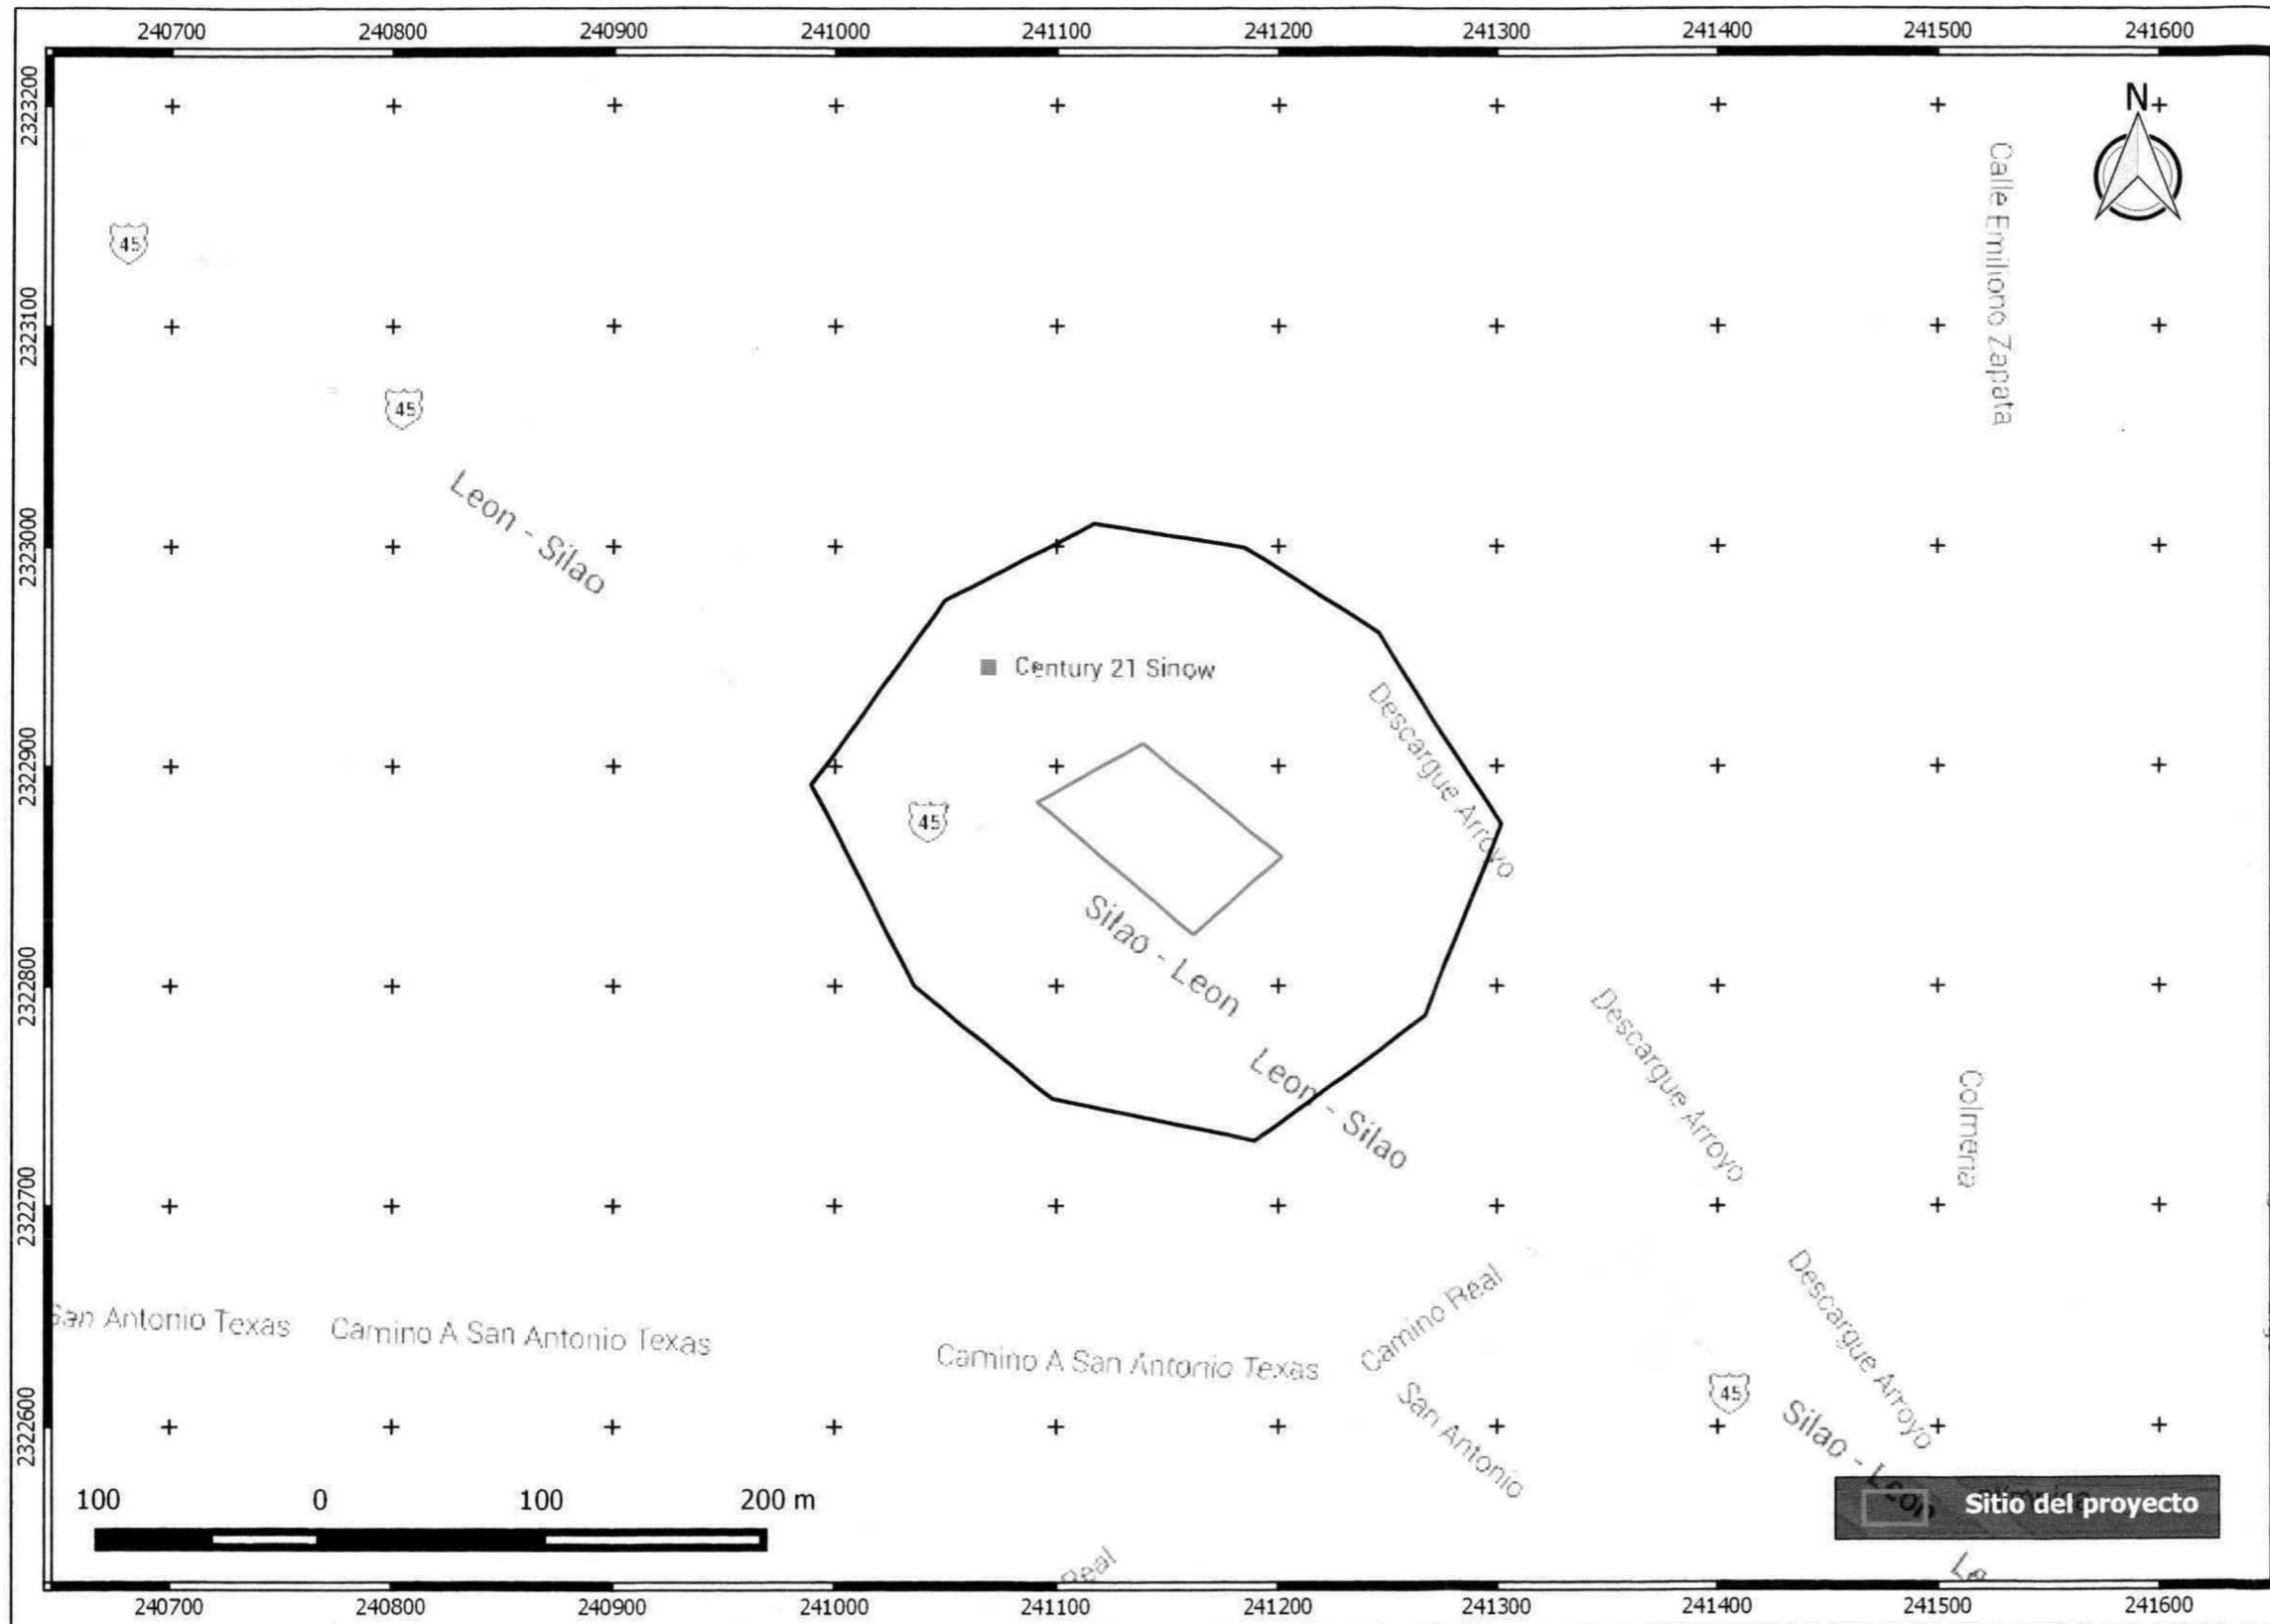 240700 240800 240900 241000 241100 241200 241300 241400 241500 241600
2323200
N
Calle Emiliono Zapata
45
2323100
45
Leon - Silao
2323000
Century 21 Sinow
Descargue Arroyo
2322900
45
Silao - Leon
2322800
Leon - Silao
Descargue Arroyo
Colmena
2322700
Descargue Arroyo
San Antonio Texas
Camino A San Antonio Texas
Camino A San Antonio Texas
Camino Real
San Antonio
45
Silao - Leon
2322600
100 0 100 200 m
Sitio del proyecto
Real
Le
240700 240800 240900 241000 241100 241200 241300 241400 241500 241600